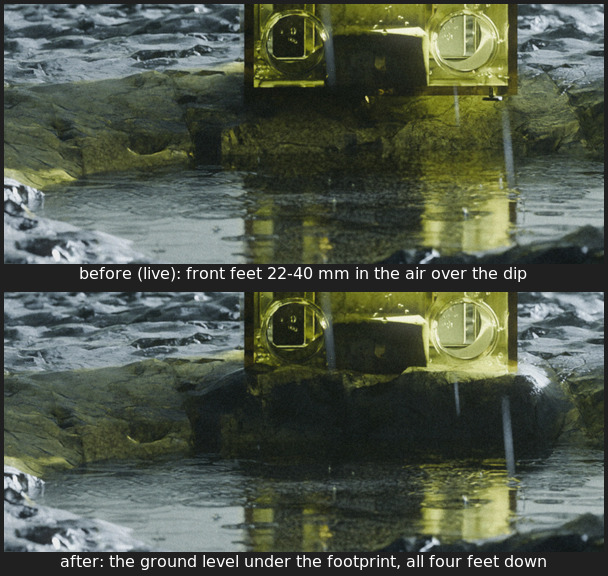 before (live): front feet 22-40 mm in the air over the dip
after: the ground level under the footprint, all four feet down